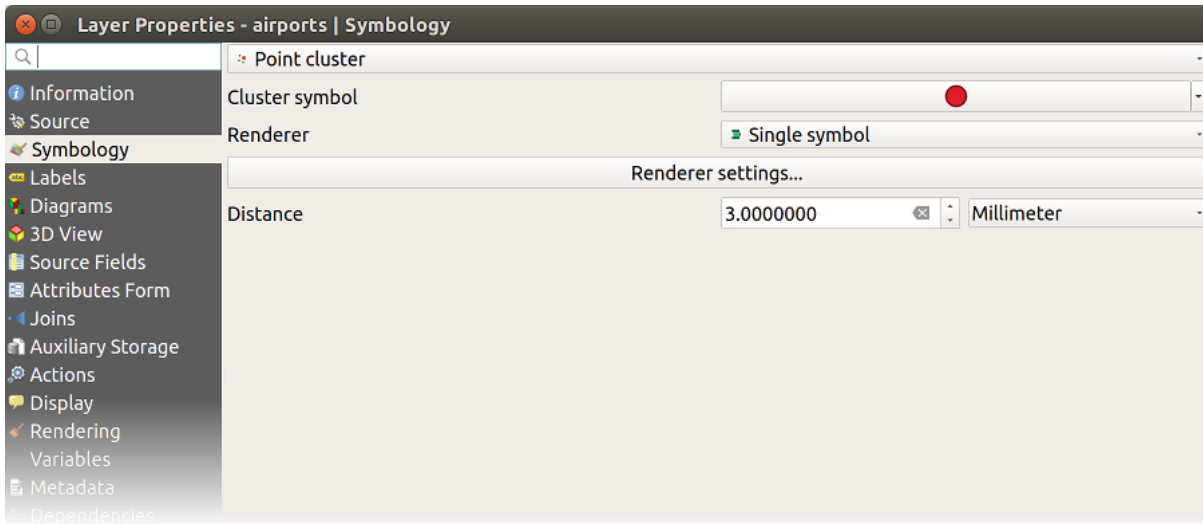 Layer Properties - airports | Symbology
Point cluster
Information
Source
Symbology
Labels
Diagrams
3D View
Source Fields
Attributes Form
Joins
Auxiliary Storage
Actions
Display
Rendering
Variables
Metadata
Dependencies
Cluster symbol
Renderer
Single symbol
Renderer settings...
Distance
3.0000000
Millimeter